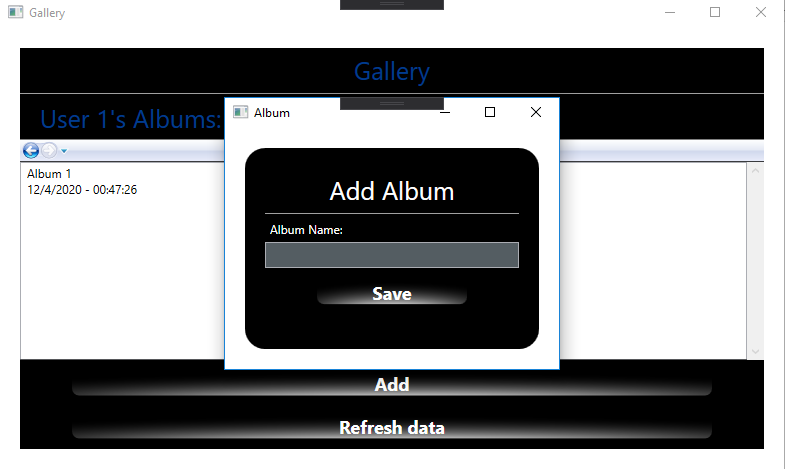 Gallery
Gallery
User 1's Albums:
Album 1
12/4/2020 - 00:47:26
Album
Add Album
Album Name:
Save
Add
Refresh data